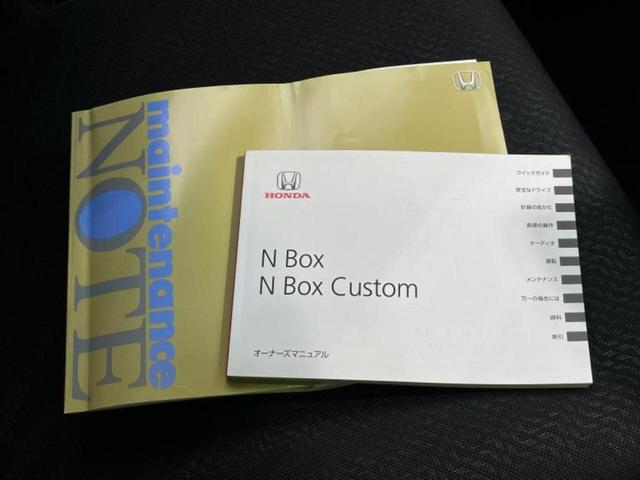 maintenance
NOTE
HONDA
N Box
N Box Custom
オーナーズマニュアル
クイックガイド
安全なドライブ
計器の見かた
各部の操作
オーディオ
運転
メンテナンス
万一の場合には
資料
索引